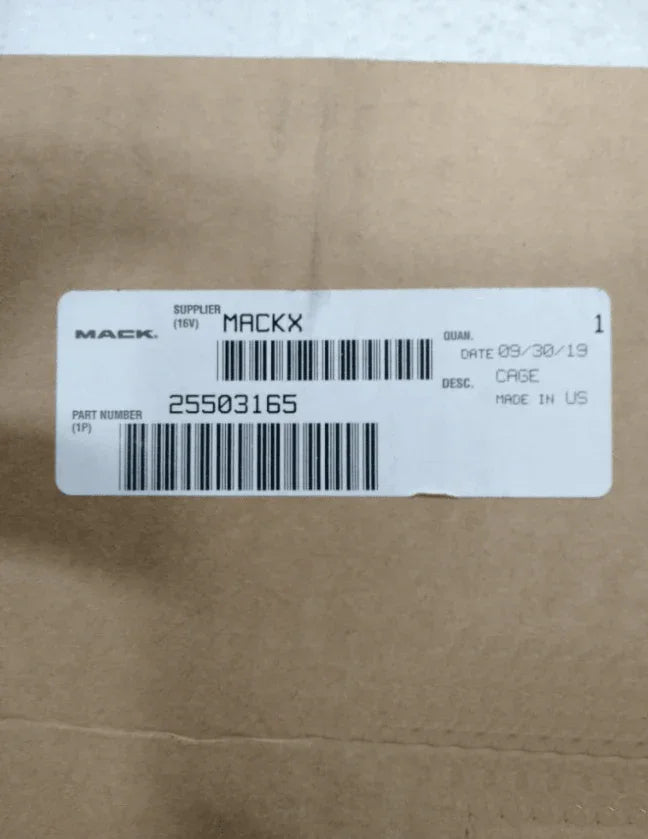 MACK.
SUPPLIER
(16V)
MACKX
QUAN. 1
DATE 09/30/19
DESC. CAGE
MADE IN US
PART NUMBER
(1P)
25503165